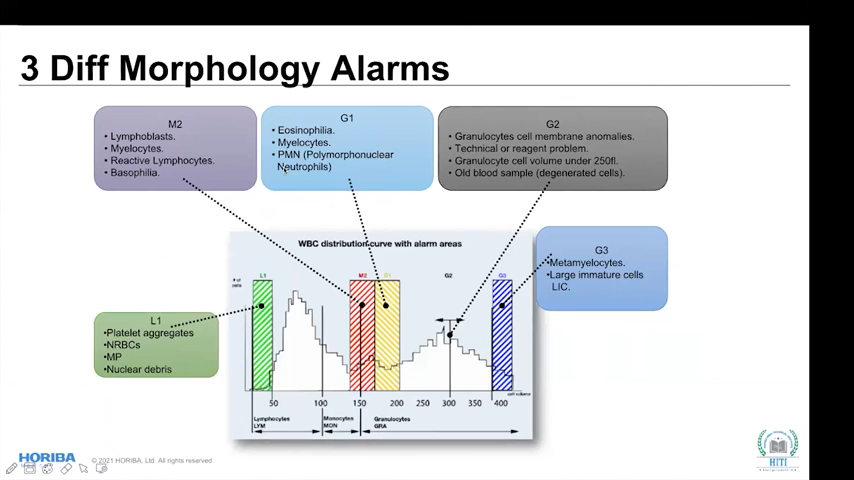 3 Diff Morphology Alarms
M2
• Lymphoblasts.
• Myelocytes.
• Reactive Lymphocytes.
• Basophilia.
G1
• Eosinophilia.
• Myelocytes.
• PMN (Polymorphonuclear
Neutrophils)
G2
• Granulocytes cell membrane anomalies.
• Technical or reagent problem.
• Granulocyte cell volume under 250fl.
• Old blood sample (degenerated cells).
G3
•Metamyelocytes.
•Large immature cells
LIC.
L1
•Platelet aggregates
•NRBCs
•MP
•Nuclear debris
WBC distribution curve with alarm areas
# of
cells
L1 M2 G1 G2 G3
50 100 150 200 250 300 350 400
cell volume
Lymphocytes Monocytes Granulocytes
LYM MON GRA
HORIBA © 2021 HORIBA, Ltd. All rights reserved.
HITI